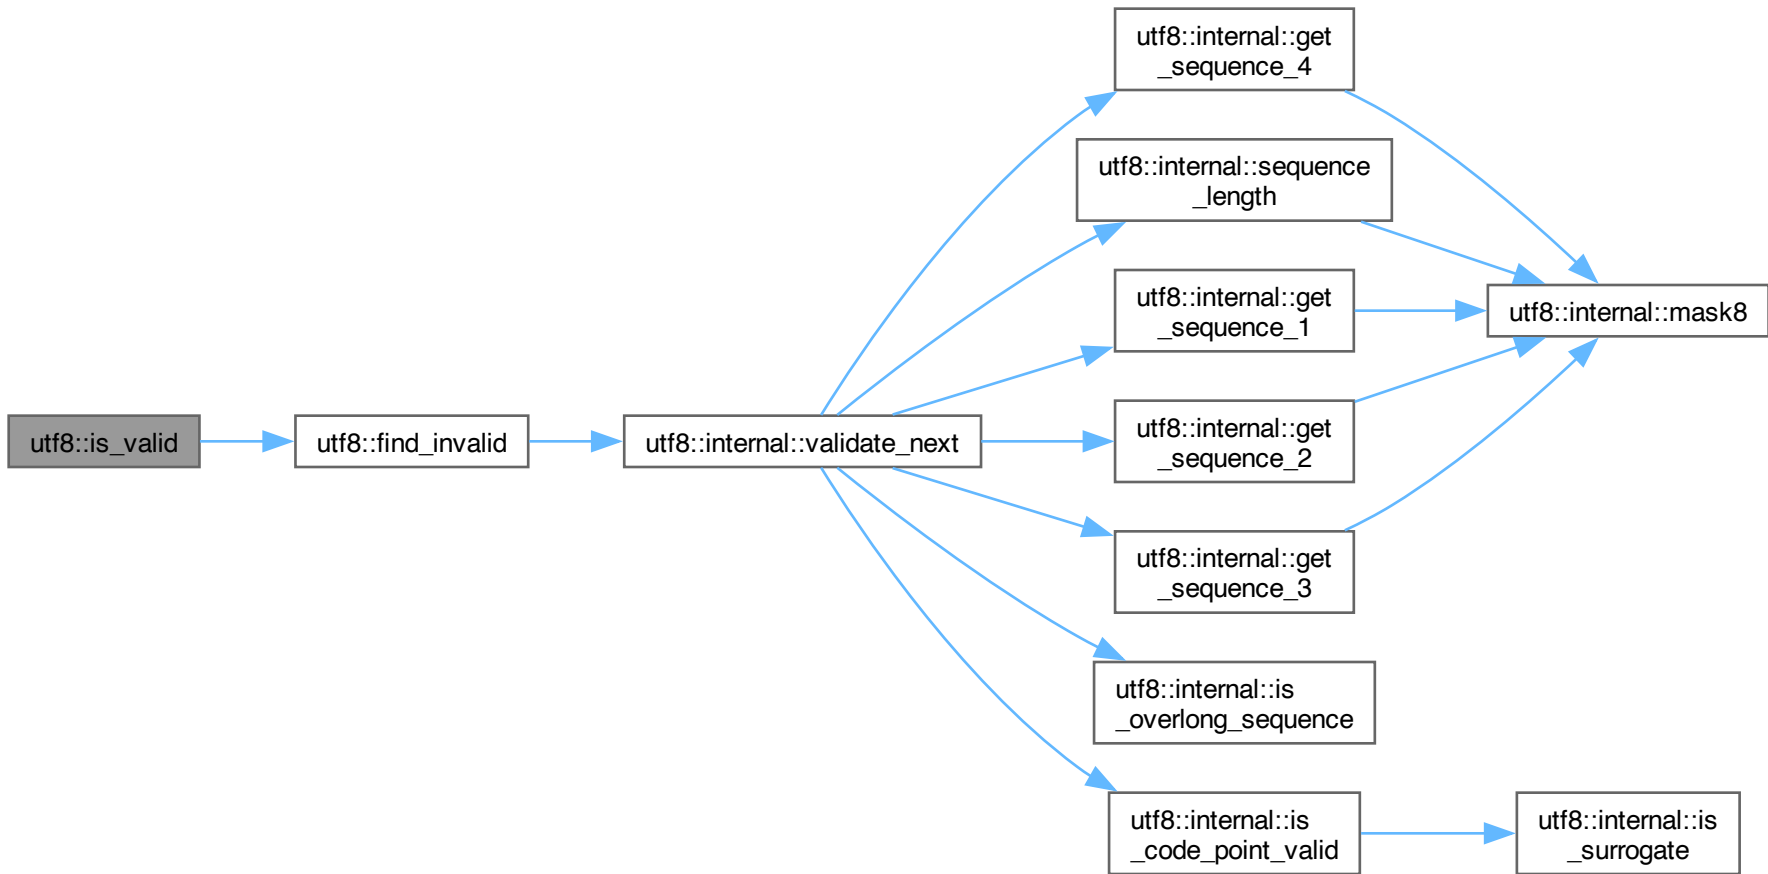 utf8::is_valid
utf8::find_invalid
utf8::internal::validate_next
utf8::internal::get
_sequence_4
utf8::internal::sequence
_length
utf8::internal::get
_sequence_1
utf8::internal::get
_sequence_2
utf8::internal::get
_sequence_3
utf8::internal::is
_overlong_sequence
utf8::internal::is
_code_point_valid
utf8::internal::mask8
utf8::internal::is
_surrogate